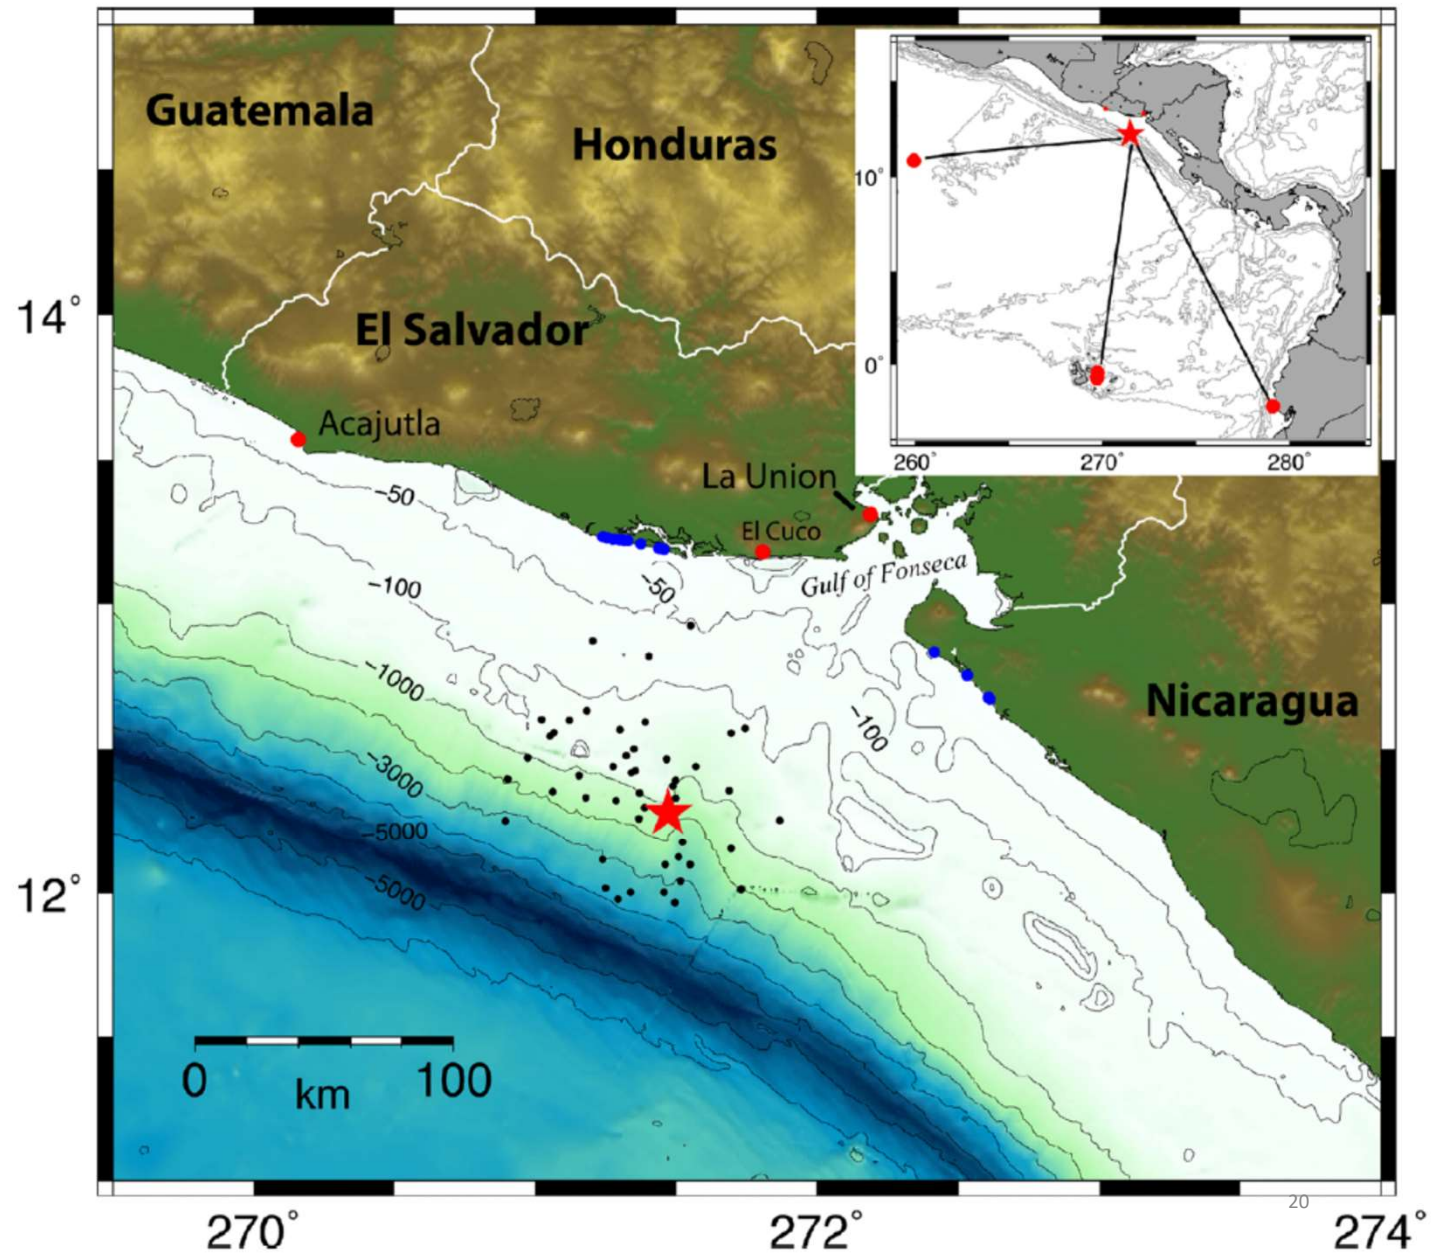 Guatemala
Honduras
El Salvador
Acajutla
La Union
El Cuco
Gulf of Fonseca
Nicaragua
10°
0°
260°
270°
280°
14°
12°
−50
−50
−100
−1000
−100
−3000
−5000
−5000
0
km
100
20
270°
272°
274°